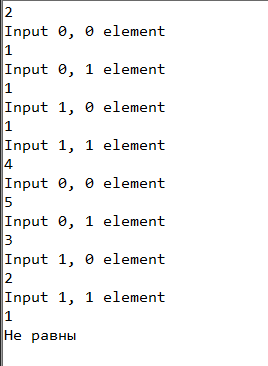 2
Input 0, 0 element
1
Input 0, 1 element
1
Input 1, 0 element
1
Input 1, 1 element
4
Input 0, 0 element
5
Input 0, 1 element
3
Input 1, 0 element
2
Input 1, 1 element
1
Не равны